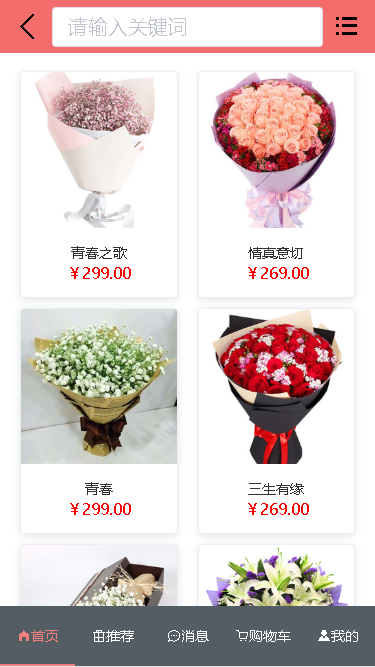 请输入关键词
青春之歌
￥299.00
情真意切
￥269.00
青春
￥299.00
三生有缘
￥269.00
首页 推荐 消息 购物车 我的